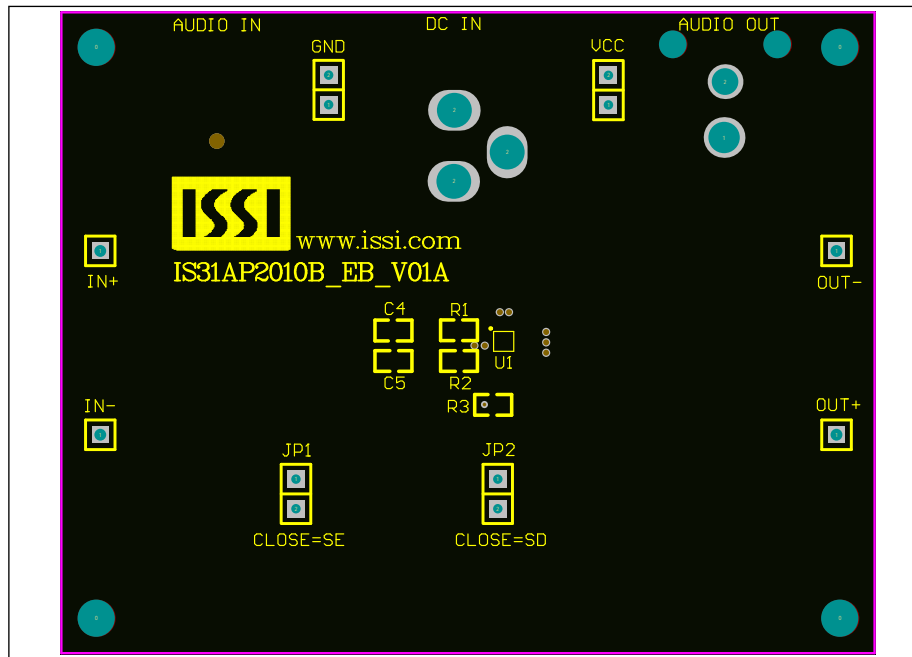 AUDIO IN
DC IN
AUDIO OUT
GND
VCC
ISSI
www.issi.com
IS31AP2010B_EB_V01A
IN+
OUT-
C4
R1
U1
C5
R2
R3
IN-
OUT+
JP1
JP2
CLOSE=SE
CLOSE=SD